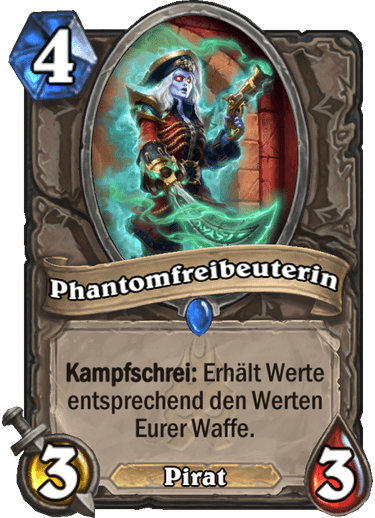 4
Phantomfreibeuterin
Kampfschrei: Erhält Werte
entsprechend den Werten
Eurer Waffe.
3
Pirat
3